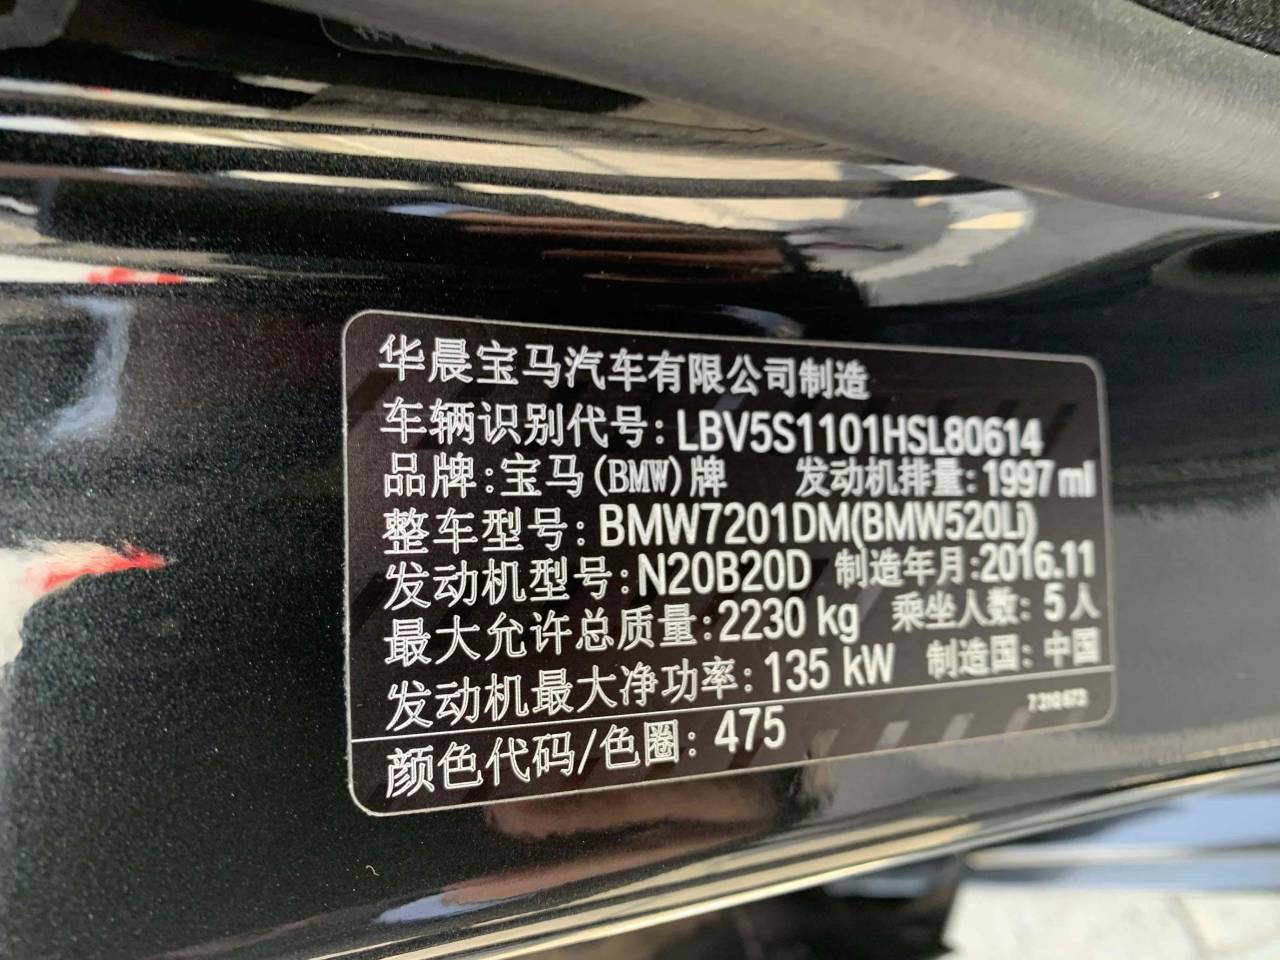 华晨宝马汽车有限公司制造
车辆识别代号：LBV5S1101HSL80614
品牌：宝马(BMW)牌 发动机排量：1997 ml
整车型号：BMW7201DM(BMW520Li)
发动机型号：N20B20D 制造年月：2016.11
最大允许总质量：2230 kg 乘坐人数：5人
发动机最大净功率：135 kW 制造国：中国
7310673
颜色代码/色圈：475